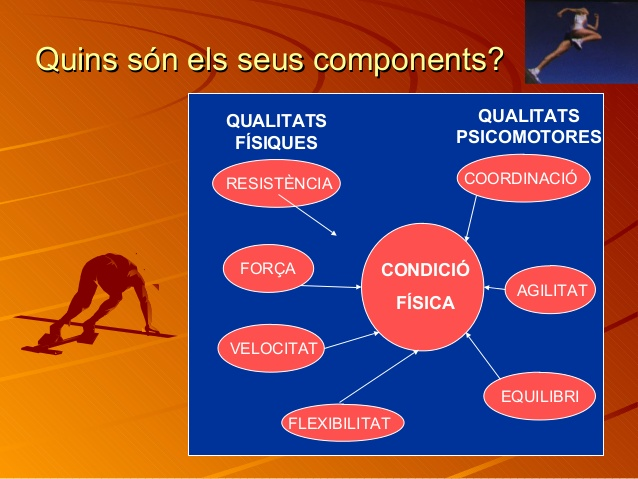 Quins són els seus components?
QUALITATS
FÍSIQUES
QUALITATS
PSICOMOTORES
RESISTÈNCIA
COORDINACIÓ
FORÇA
CONDICIÓ
FÍSICA
AGILITAT
VELOCITAT
EQUILIBRI
FLEXIBILITAT